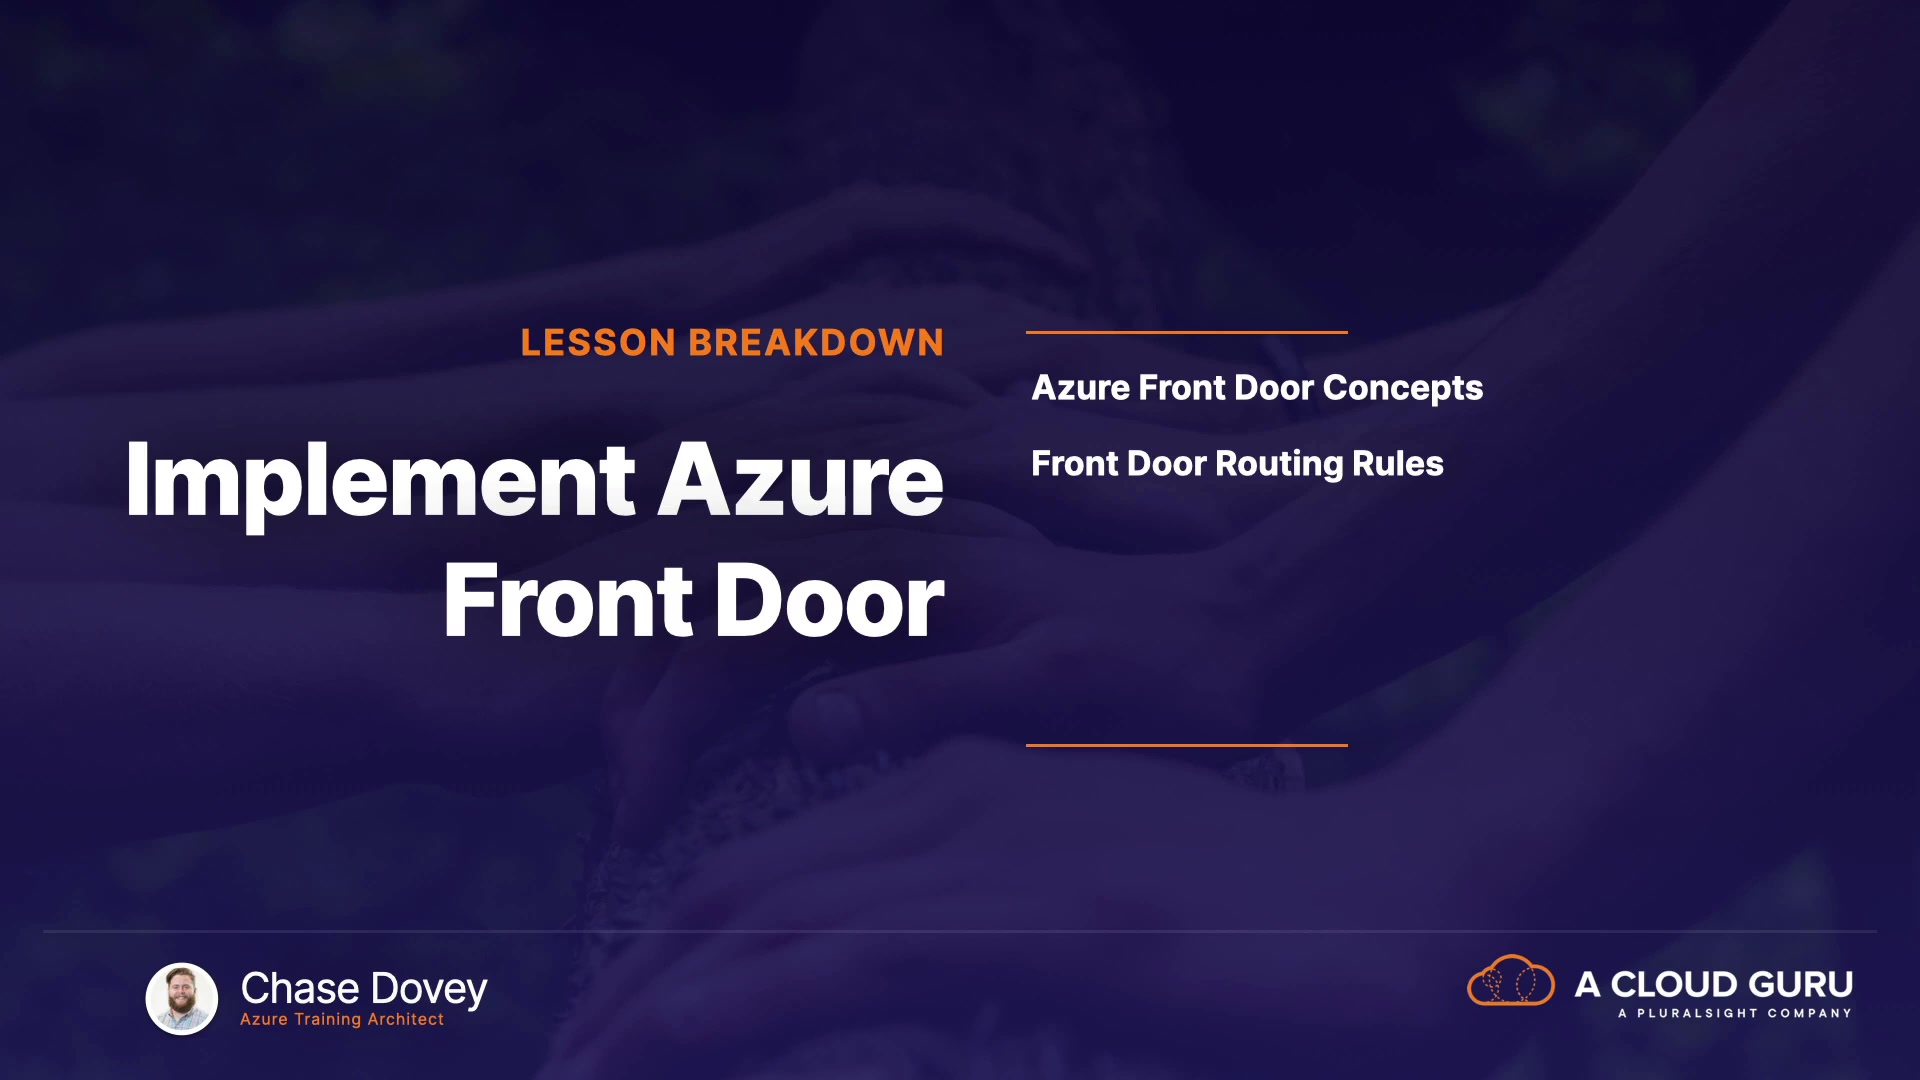 LESSON BREAKDOWN
Implement Azure
Front Door
Azure Front Door Concepts
Front Door Routing Rules
Chase Dovey
Azure Training Architect
A CLOUD GURU
A PLURALSIGHT COMPANY